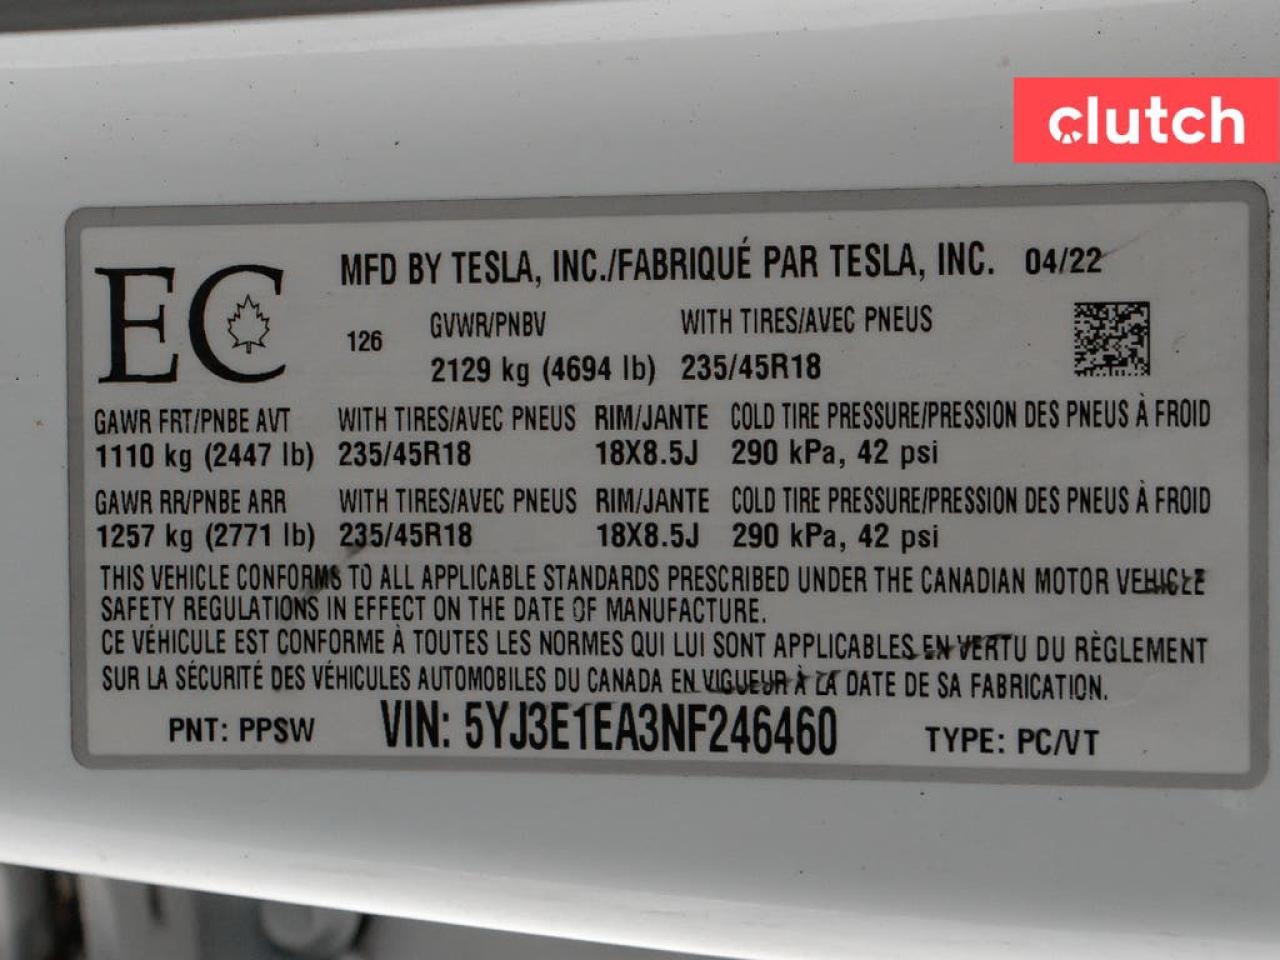 clutch
EC
MFD BY TESLA, INC./FABRIQUÉ PAR TESLA, INC. 04/22
126 GVWR/PNBV WITH TIRES/AVEC PNEUS
2129 kg (4694 lb) 235/45R18
GAWR FRT/PNBE AVT WITH TIRES/AVEC PNEUS RIM/JANTE COLD TIRE PRESSURE/PRESSION DES PNEUS À FROID
1110 kg (2447 lb) 235/45R18 18X8.5J 290 kPa, 42 psi
GAWR RR/PNBE ARR WITH TIRES/AVEC PNEUS RIM/JANTE COLD TIRE PRESSURE/PRESSION DES PNEUS À FROID
1257 kg (2771 lb) 235/45R18 18X8.5J 290 kPa, 42 psi
THIS VEHICLE CONFORMS TO ALL APPLICABLE STANDARDS PRESCRIBED UNDER THE CANADIAN MOTOR VEHICLE
SAFETY REGULATIONS IN EFFECT ON THE DATE OF MANUFACTURE.
CE VÉHICULE EST CONFORME À TOUTES LES NORMES QUI LUI SONT APPLICABLES EN VERTU DU RÈGLEMENT
SUR LA SÉCURITÉ DES VÉHICULES AUTOMOBILES DU CANADA EN VIGUEUR À LA DATE DE SA FABRICATION.
PNT: PPSW VIN: 5YJ3E1EA3NF246460 TYPE: PC/VT